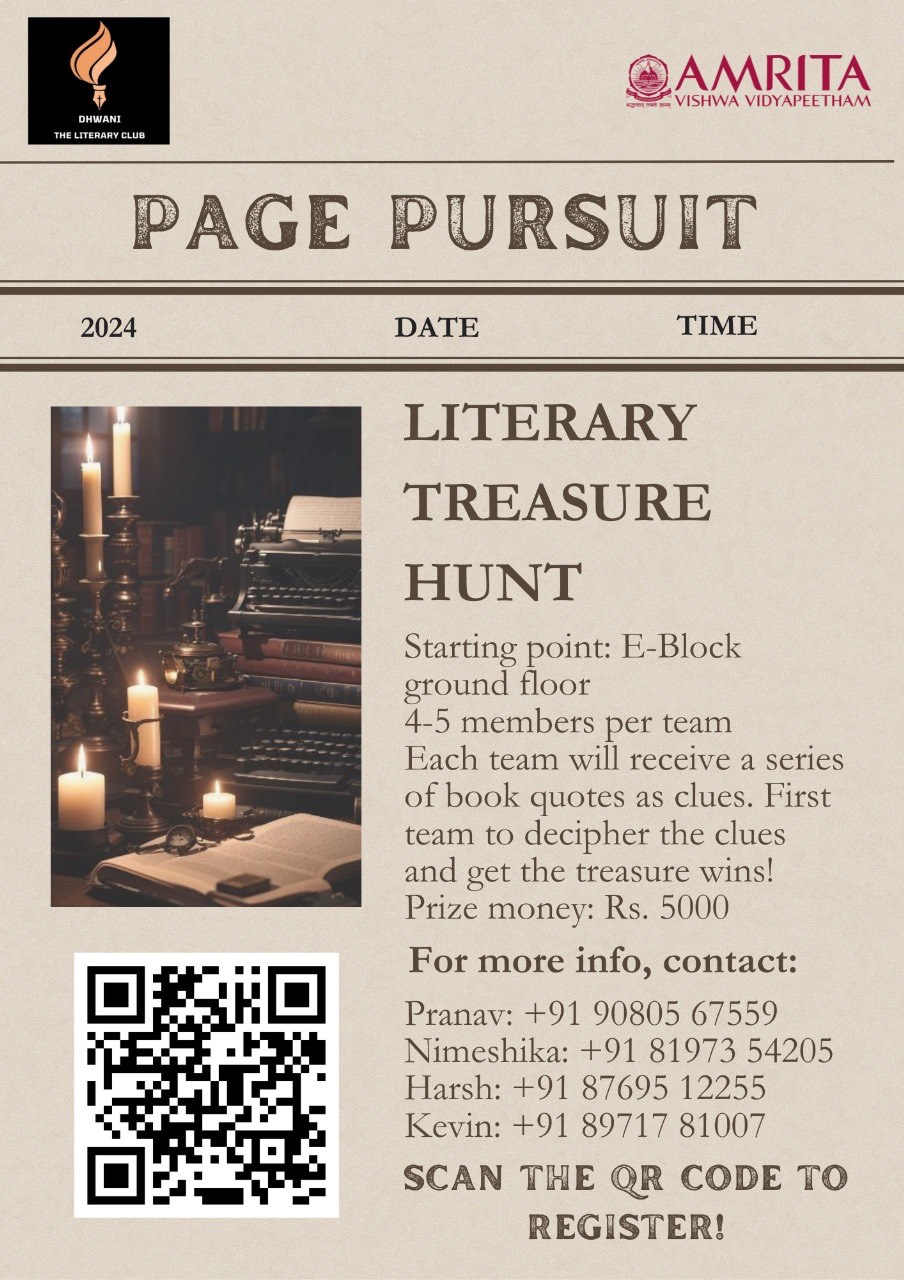 DHWANI
THE LITERARY CLUB
AMRITA
VISHWA VIDYAPEETHAM
PAGE PURSUIT
2024 DATE TIME
LITERARY
TREASURE
HUNT
Starting point: E-Block
ground floor
4-5 members per team
Each team will receive a series
of book quotes as clues. First
team to decipher the clues
and get the treasure wins!
Prize money: Rs. 5000
For more info, contact:
Pranav: +91 90805 67559
Nimeshika: +91 81973 54205
Harsh: +91 87695 12255
Kevin: +91 89717 81007
SCAN THE QR CODE TO
REGISTER!